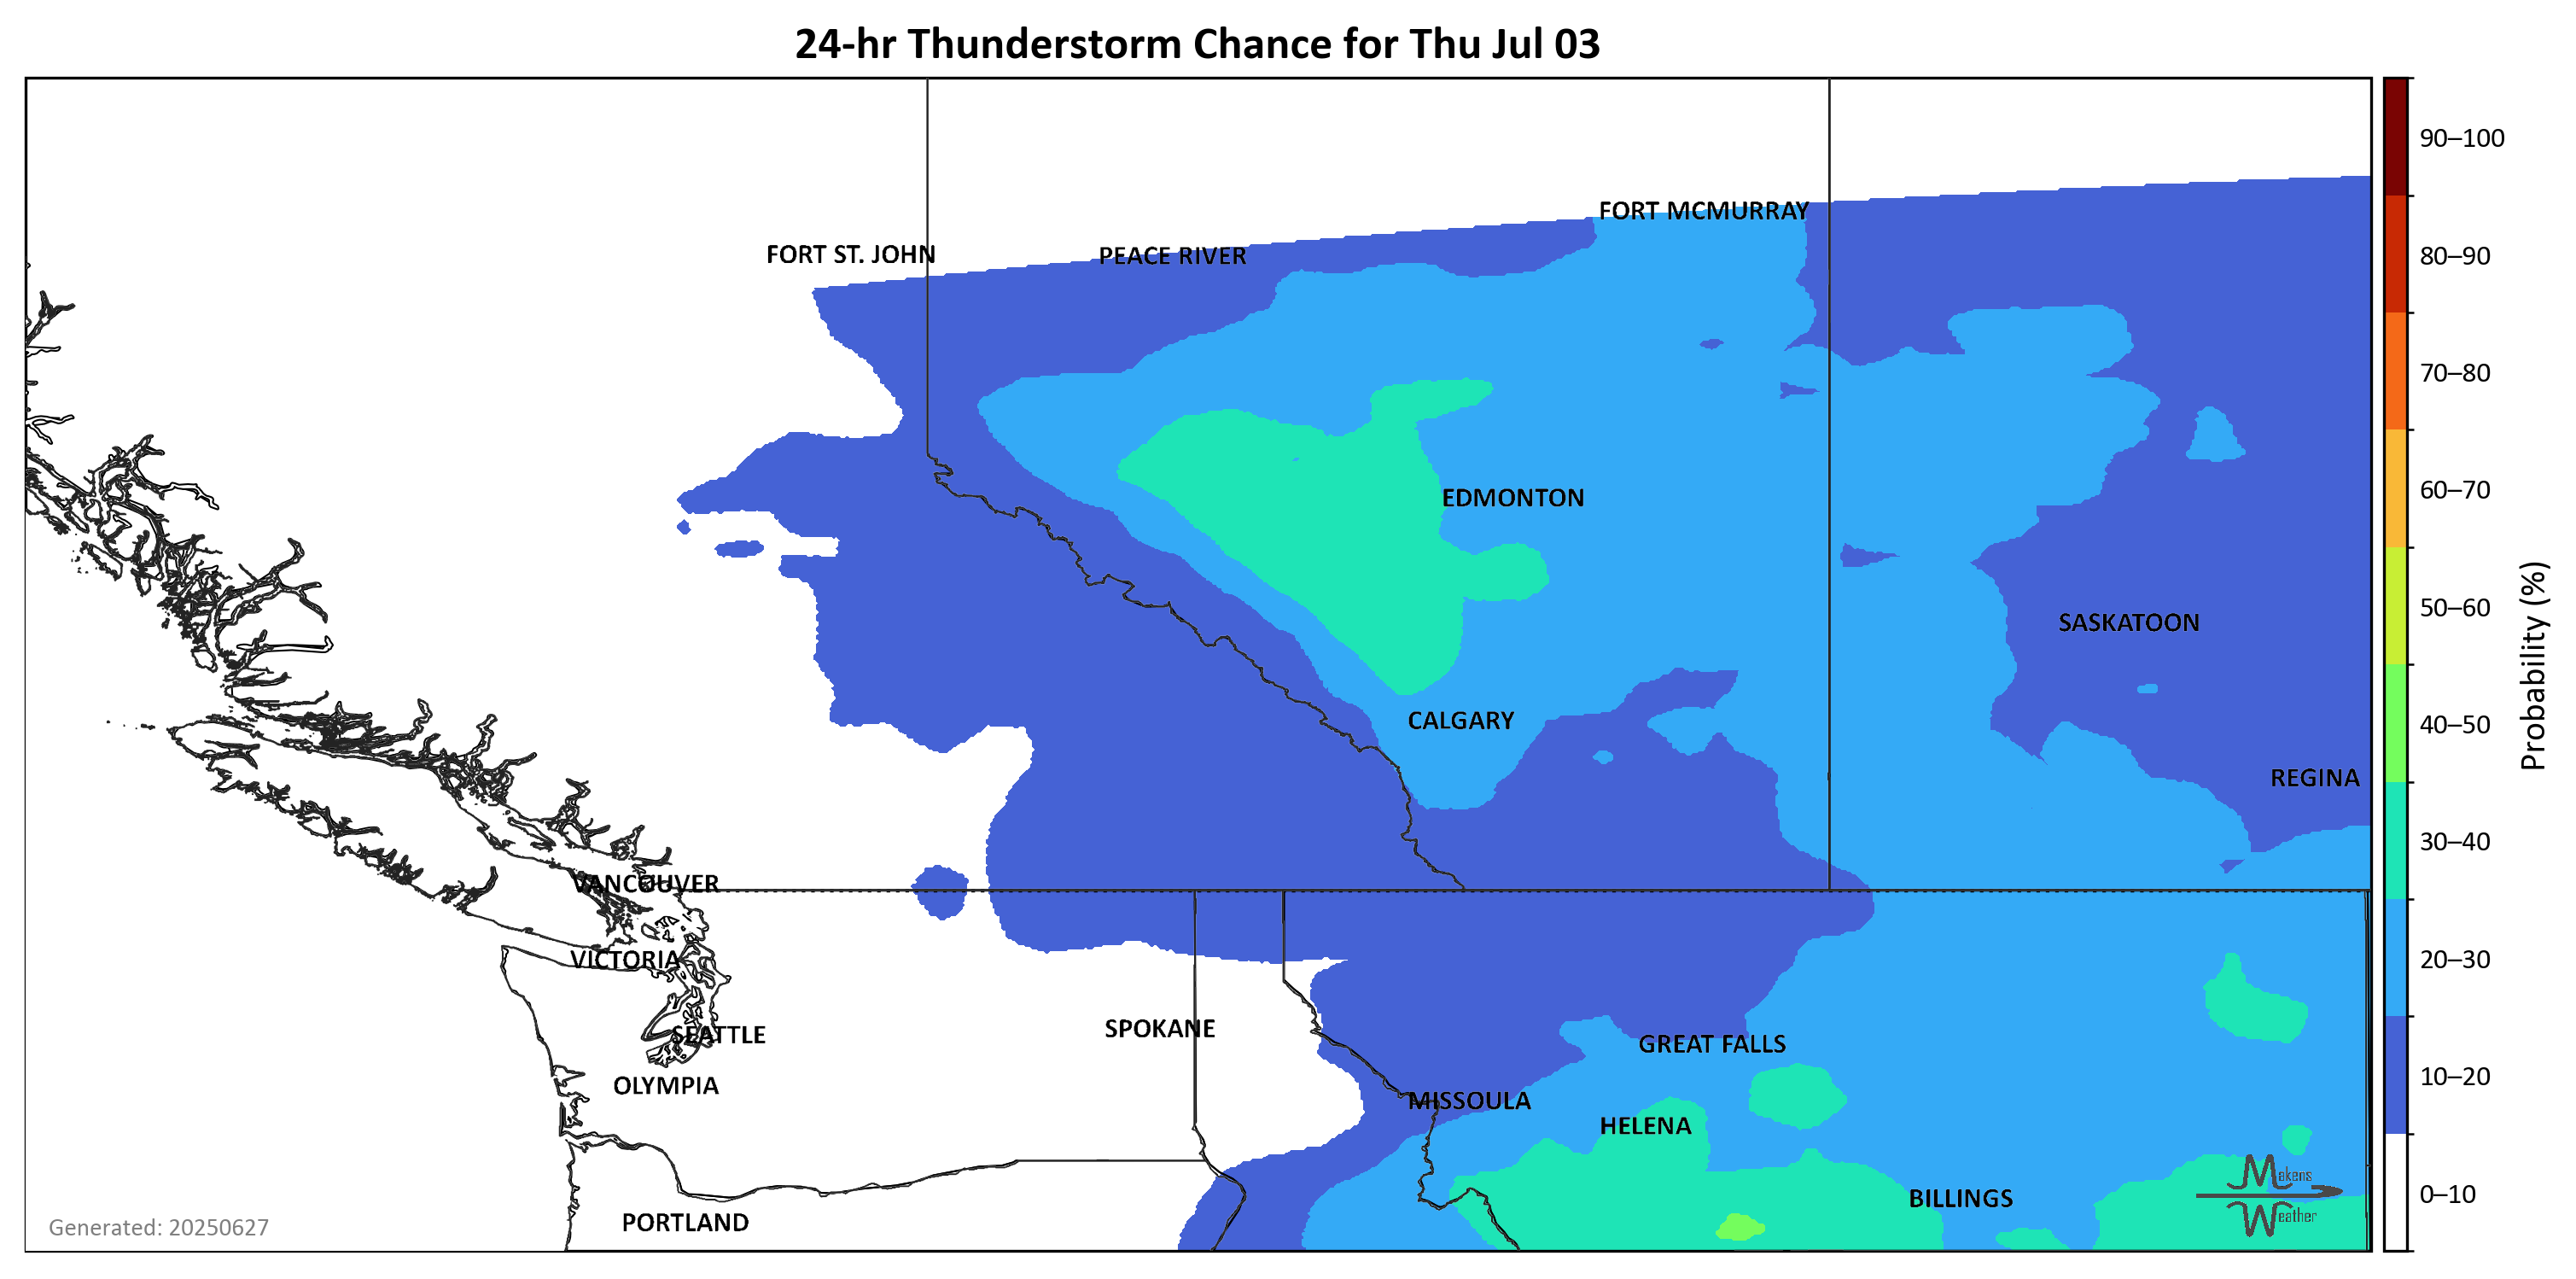 24-hr Thunderstorm Chance for Thu Jul 03
FORT MCMURRAY
FORT ST. JOHN
PEACE RIVER
EDMONTON
SASKATOON
CALGARY
REGINA
VANCOUVER
VICTORIA
SEATTLE
SPOKANE
GREAT FALLS
OLYMPIA
MISSOULA
HELENA
BILLINGS
PORTLAND
Generated: 20250627
Makens
Weather
90–100
80–90
70–80
60–70
50–60
40–50
30–40
20–30
10–20
0–10
Probability (%)